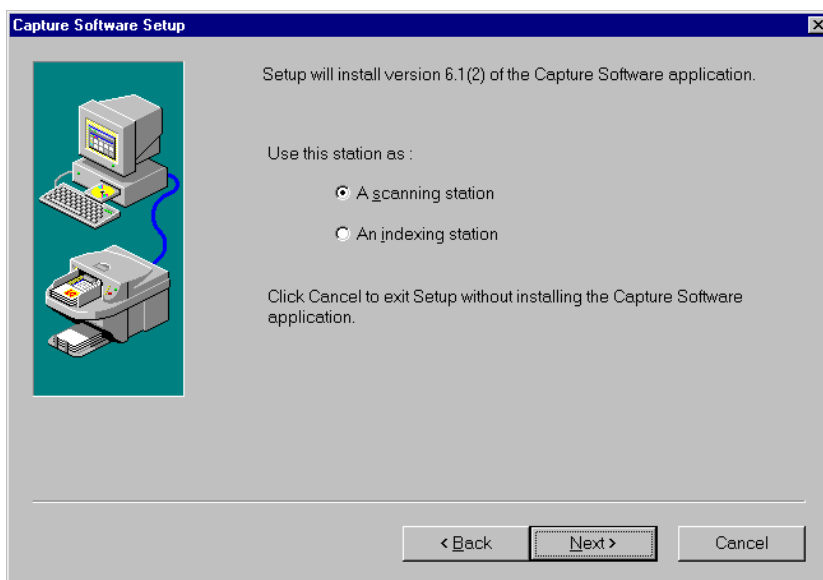 Capture Software Setup
Setup will install version 6.1(2) of the Capture Software application.
Use this station as :
A scanning station
An indexing station
Click Cancel to exit Setup without installing the Capture Software
application.
< Back
Next >
Cancel